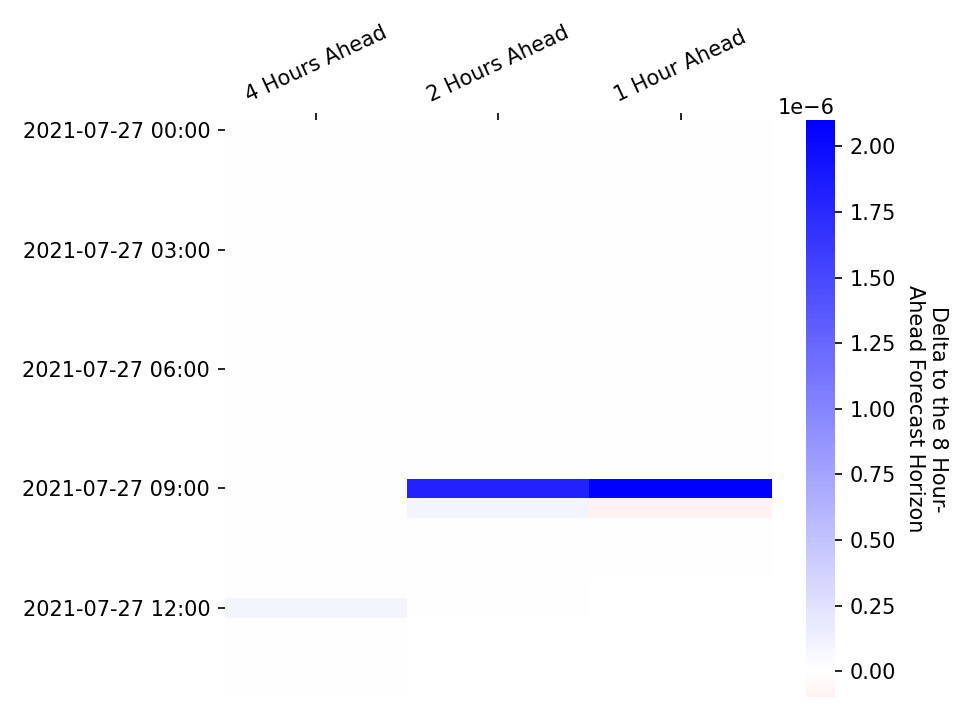 4 Hours Ahead
2 Hours Ahead
1 Hour Ahead
1e−6
2021-07-27 00:00
2021-07-27 03:00
2021-07-27 06:00
2021-07-27 09:00
2021-07-27 12:00
2.00
1.75
1.50
1.25
1.00
0.75
0.50
0.25
0.00
Delta to the 8 Hour-
Ahead Forecast Horizon